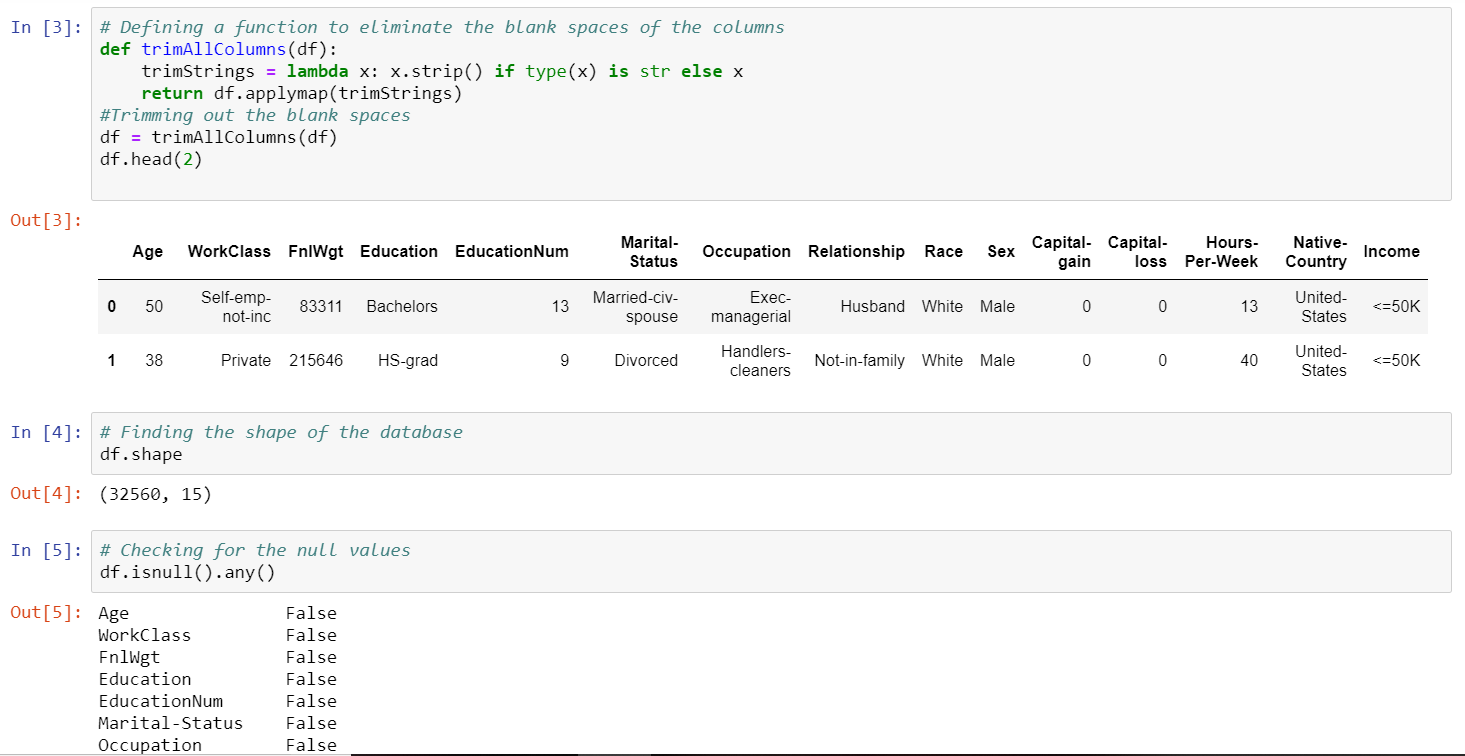 In [3]: # Defining a function to eliminate the blank spaces of the columns
def trimAllColumns(df):
    trimStrings = lambda x: x.strip() if type(x) is str else x
    return df.applymap(trimStrings)
#Trimming out the blank spaces
df = trimAllColumns(df)
df.head(2)
Out[3]:
Age WorkClass FnlWgt Education EducationNum Marital-Status Occupation Relationship Race Sex Capital-gain Capital-loss Hours-Per-Week Native-Country Income
0 50 Self-emp-not-inc 83311 Bachelors 13 Married-civ-spouse Exec-managerial Husband White Male 0 0 13 United-States <=50K
1 38 Private 215646 HS-grad 9 Divorced Handlers-cleaners Not-in-family White Male 0 0 40 United-States <=50K
In [4]: # Finding the shape of the database
df.shape
Out[4]: (32560, 15)
In [5]: # Checking for the null values
df.isnull().any()
Out[5]: Age False
WorkClass False
FnlWgt False
Education False
EducationNum False
Marital-Status False
Occupation False